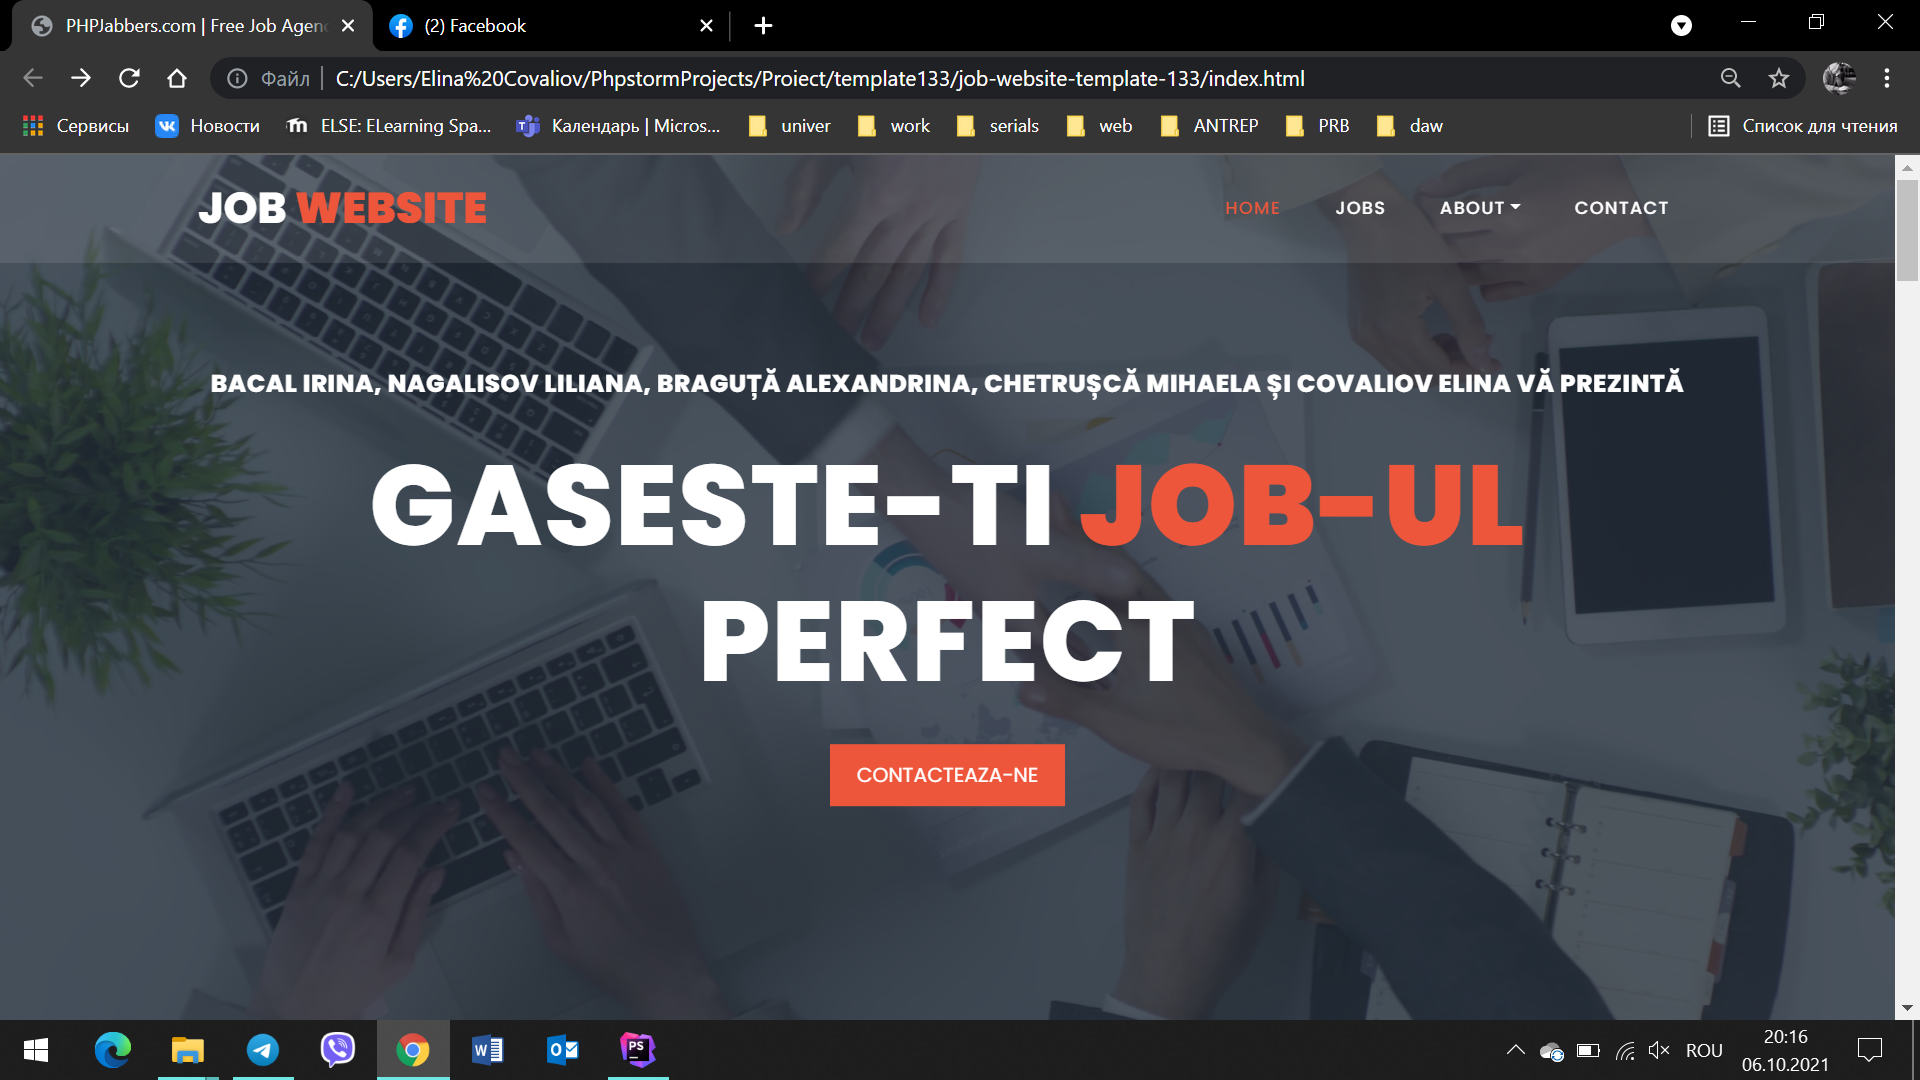 PHPJabbers.com | Free Job Agen
(2) Facebook
Файл
C:/Users/Elina%20Covaliov/PhpstormProjects/Proiect/template133/job-website-template-133/index.html
Сервисы
Новости
ELSE: ELearning Spa...
Календарь | Micros...
univer
work
serials
web
ANTREP
PRB
daw
Список для чтения
JOB WEBSITE
HOME
JOBS
ABOUT
CONTACT
BACAL IRINA, NAGALISOV LILIANA, BRAGUȚĂ ALEXANDRINA, CHETRUȘCĂ MIHAELA ȘI COVALIOV ELINA VĂ PREZINTĂ
GASESTE-TI JOB-UL
PERFECT
CONTACTEAZA-NE
ROU
20:16
06.10.2021